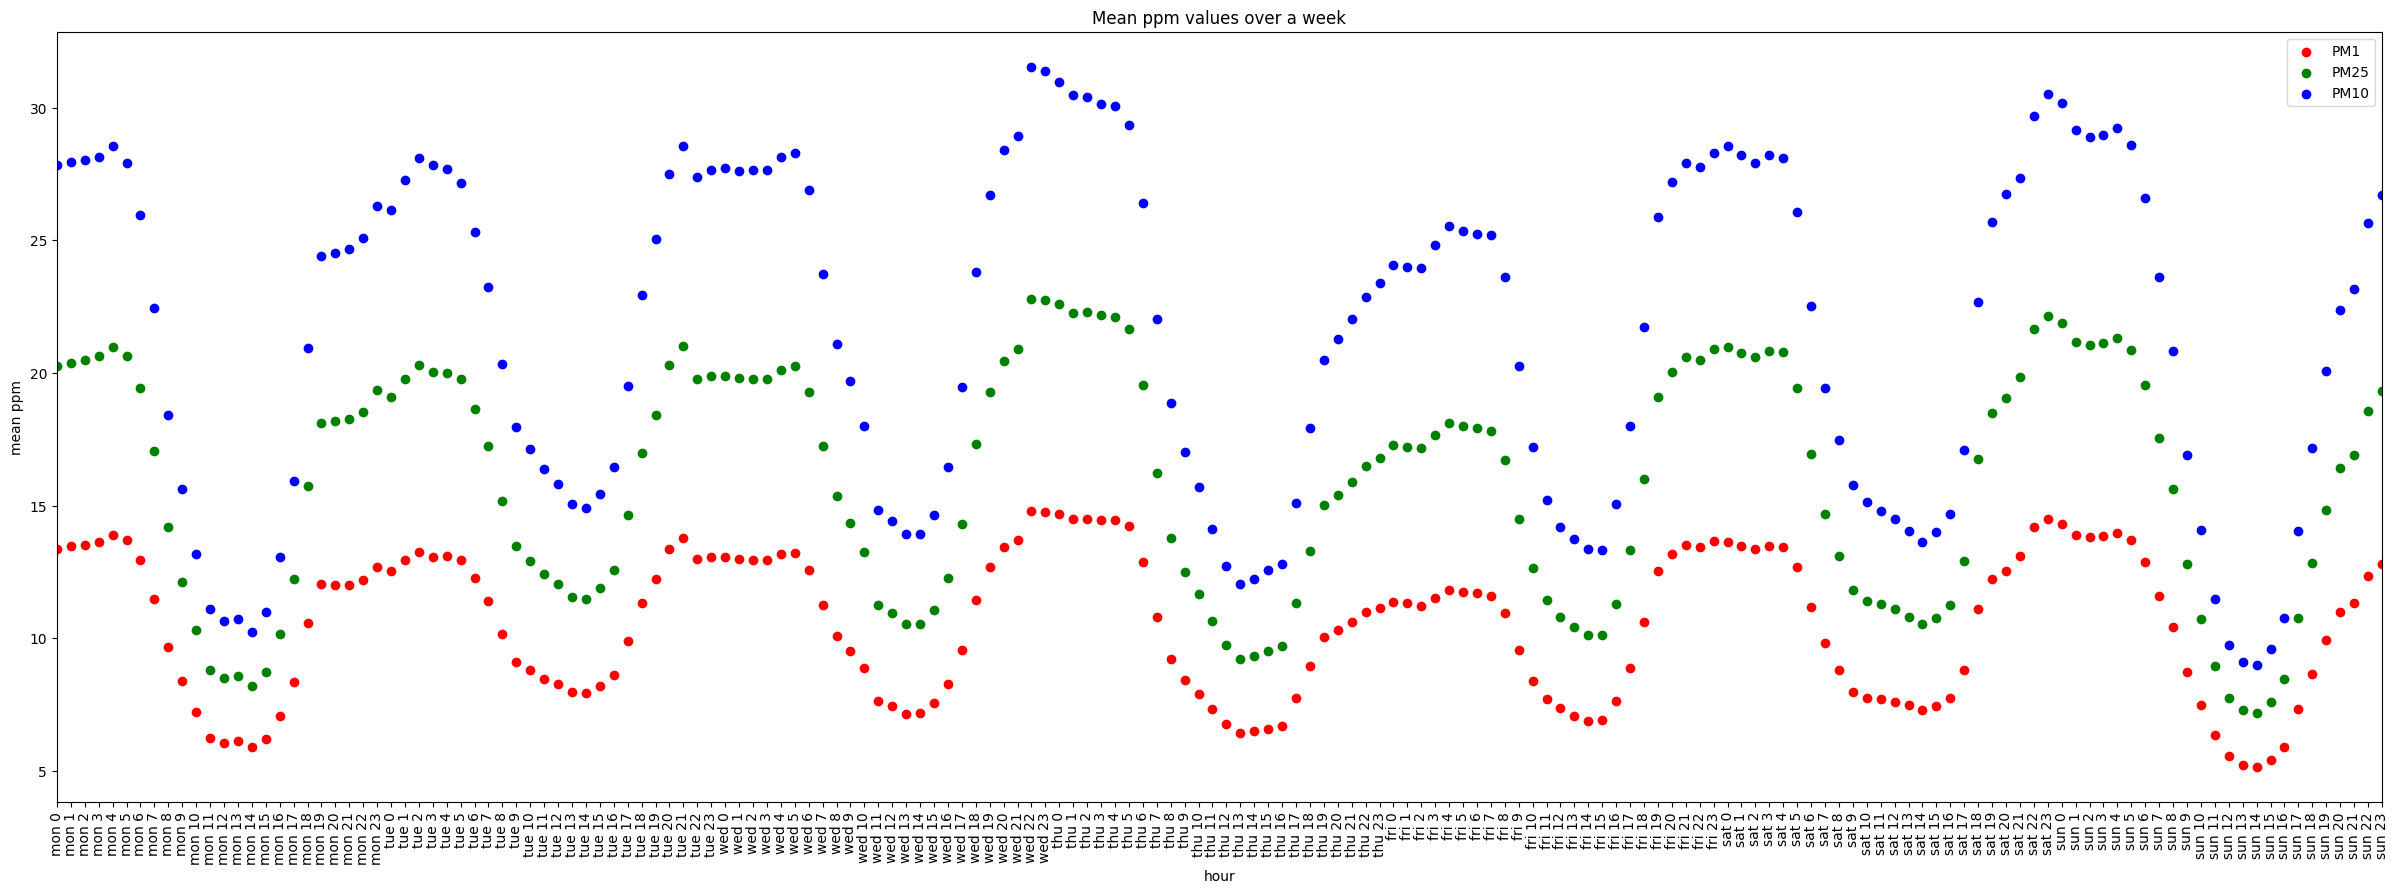 Mean ppm values over a week
PM1
PM25
PM10
30
25
20
15
10
5
mean ppm
mon 0
mon 1
mon 2
mon 3
mon 4
mon 5
mon 6
mon 7
mon 8
mon 9
mon 10
mon 11
mon 12
mon 13
mon 14
mon 15
mon 16
mon 17
mon 18
mon 19
mon 20
mon 21
mon 22
mon 23
tue 0
tue 1
tue 2
tue 3
tue 4
tue 5
tue 6
tue 7
tue 8
tue 9
tue 10
tue 11
tue 12
tue 13
tue 14
tue 15
tue 16
tue 17
tue 18
tue 19
tue 20
tue 21
tue 22
tue 23
wed 0
wed 1
wed 2
wed 3
wed 4
wed 5
wed 6
wed 7
wed 8
wed 9
wed 10
wed 11
wed 12
wed 13
wed 14
wed 15
wed 16
wed 17
wed 18
wed 19
wed 20
wed 21
wed 22
wed 23
thu 0
thu 1
thu 2
thu 3
thu 4
thu 5
thu 6
thu 7
thu 8
thu 9
thu 10
thu 11
thu 12
thu 13
thu 14
thu 15
thu 16
thu 17
thu 18
thu 19
thu 20
thu 21
thu 22
thu 23
fri 0
fri 1
fri 2
fri 3
fri 4
fri 5
fri 6
fri 7
fri 8
fri 9
fri 10
fri 11
fri 12
fri 13
fri 14
fri 15
fri 16
fri 17
fri 18
fri 19
fri 20
fri 21
fri 22
fri 23
sat 0
sat 1
sat 2
sat 3
sat 4
sat 5
sat 6
sat 7
sat 8
sat 9
sat 10
sat 11
sat 12
sat 13
sat 14
sat 15
sat 16
sat 17
sat 18
sat 19
sat 20
sat 21
sat 22
sat 23
sun 0
sun 1
sun 2
sun 3
sun 4
sun 5
sun 6
sun 7
sun 8
sun 9
sun 10
sun 11
sun 12
sun 13
sun 14
sun 15
sun 16
sun 17
sun 18
sun 19
sun 20
sun 21
sun 22
sun 23
hour